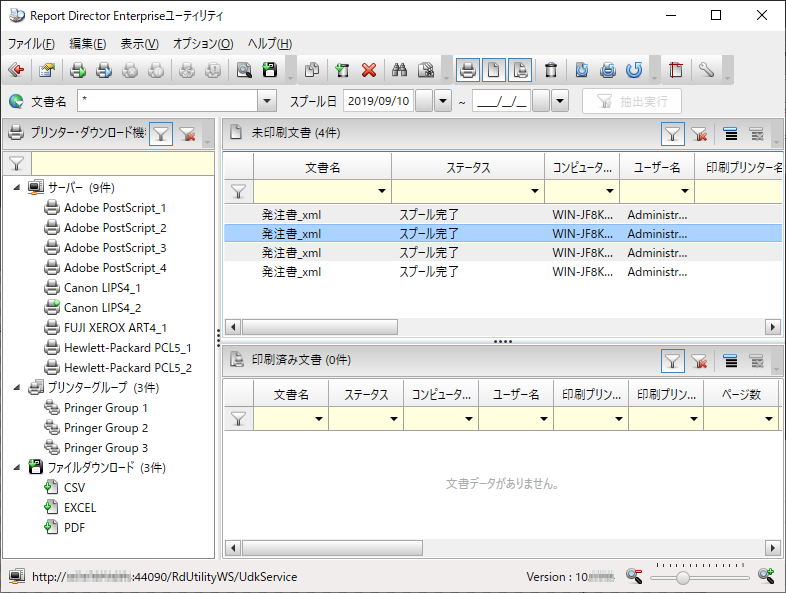 Report Director Enterpriseユーティリティ
ファイル(F) 編集(E) 表示(V) オプション(O) ヘルプ(H)
文書名 * スプール日 2019/09/10 ~ ___/__/__ 抽出実行
プリンター・ダウンロード機
サーバー (9件)
Adobe PostScript_1
Adobe PostScript_2
Adobe PostScript_3
Adobe PostScript_4
Canon LIPS4_1
Canon LIPS4_2
FUJI XEROX ART4_1
Hewlett-Packard PCL5_1
Hewlett-Packard PCL5_2
プリンターグループ (3件)
Pringer Group 1
Pringer Group 2
Pringer Group 3
ファイルダウンロード (3件)
CSV
EXCEL
PDF
未印刷文書 (4件)
文書名 ステータス コンピュータ... ユーザー名 印刷プリンター名
発注書_xml スプール完了 WIN-JF8K... Administr...
発注書_xml スプール完了 WIN-JF8K... Administr...
発注書_xml スプール完了 WIN-JF8K... Administr...
発注書_xml スプール完了 WIN-JF8K... Administr...
印刷済み文書 (0件)
文書名 ステータス コンピュータ... ユーザー名 印刷プリン... 印刷プリン... ページ数
文書データがありません。
http:// :44090/RdUtilityWS/UdkService
Version : 10.